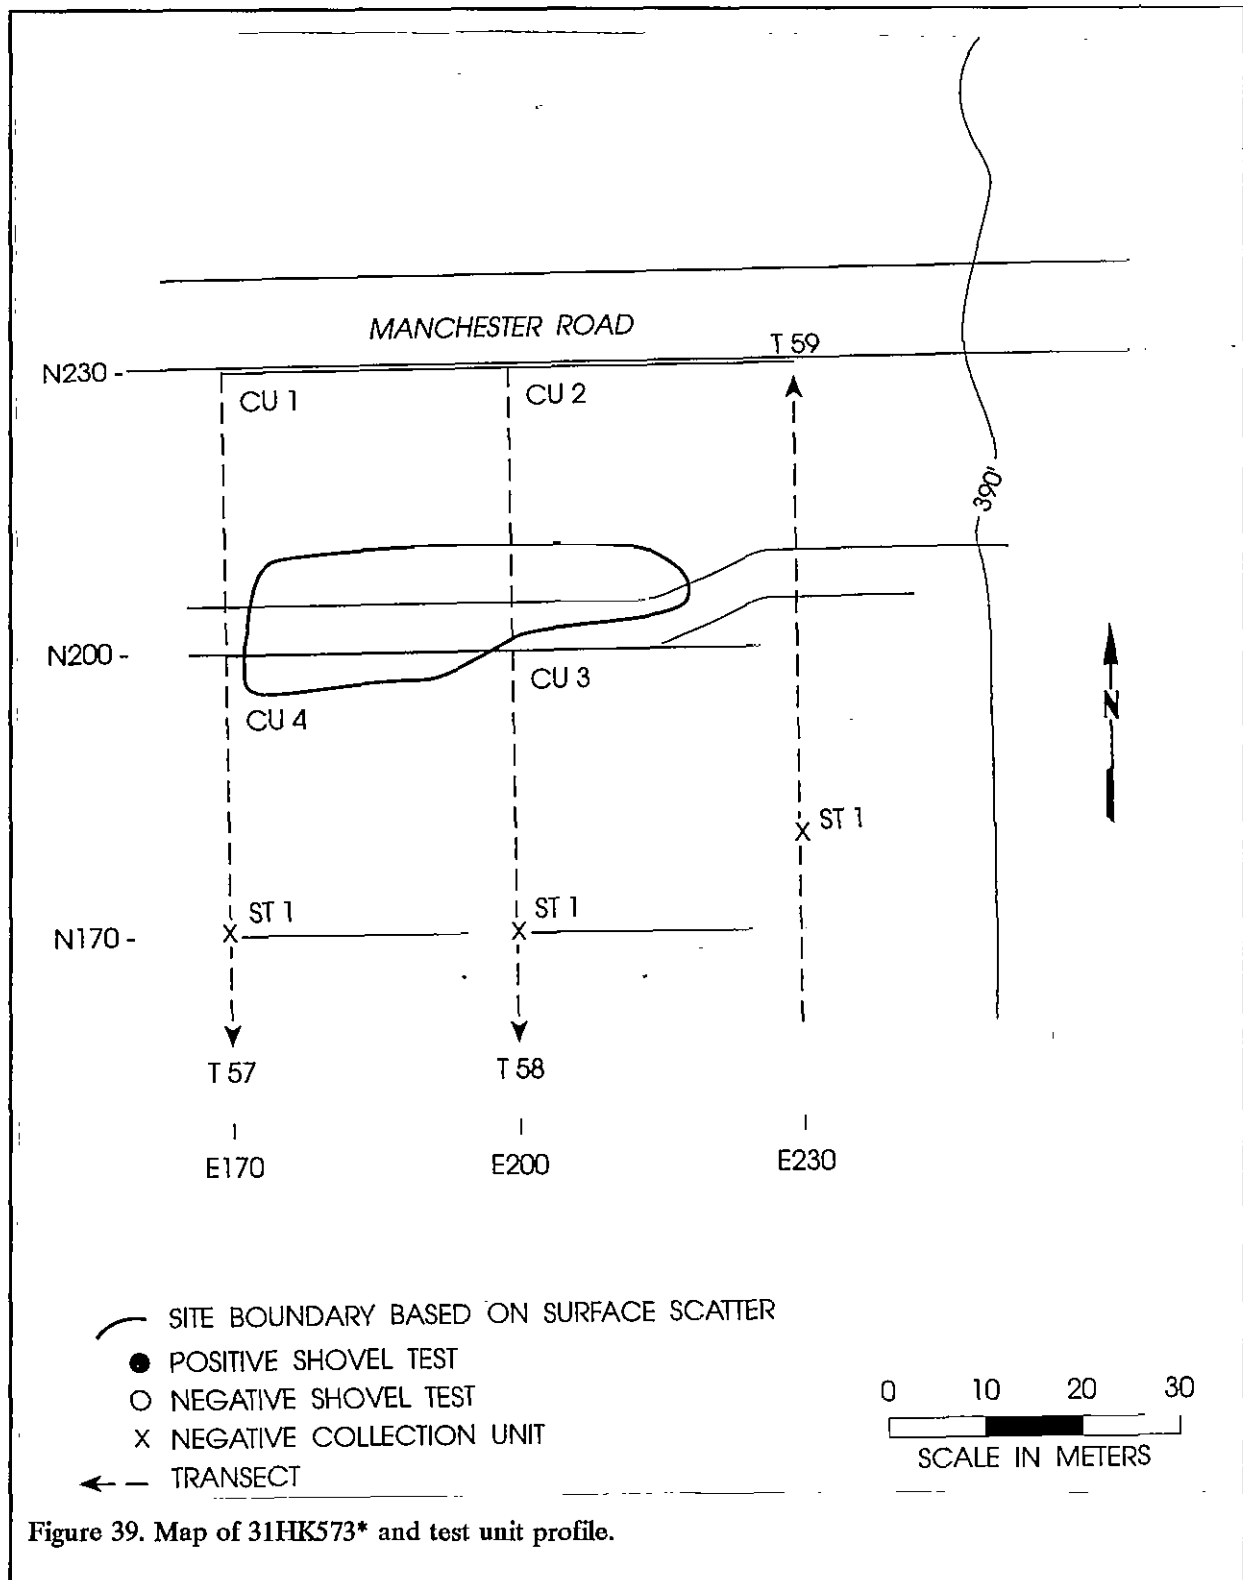 MANCHESTER ROAD
T 59
N230 -
CU 1
CU 2
390'
N200 -
CU 3
CU 4
N
ST 1
ST 1
ST 1
N170 -
T 57
T 58
E170
E200
E230
SITE BOUNDARY BASED ON SURFACE SCATTER
POSITIVE SHOVEL TEST
NEGATIVE SHOVEL TEST
X NEGATIVE COLLECTION UNIT
TRANSECT
0 10 20 30
SCALE IN METERS
Figure 39. Map of 31HK573* and test unit profile.